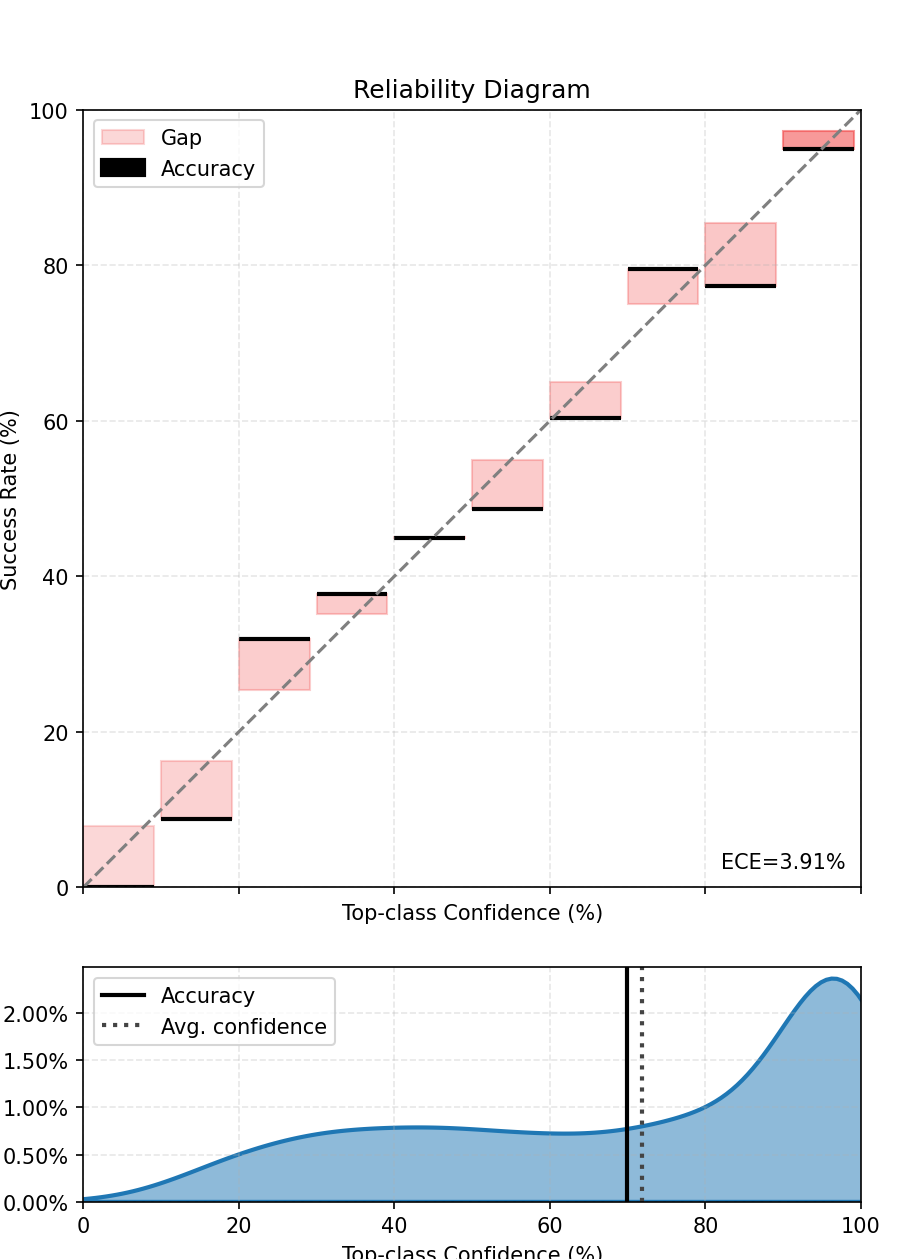 Reliability Diagram
100
80
60
40
20
0
Success Rate (%)
Gap
Accuracy
ECE=3.91%
Top-class Confidence (%)
2.00%
1.50%
1.00%
0.50%
0.00%
Accuracy
Avg. confidence
0 20 40 60 80 100
Top-class Confidence (%)